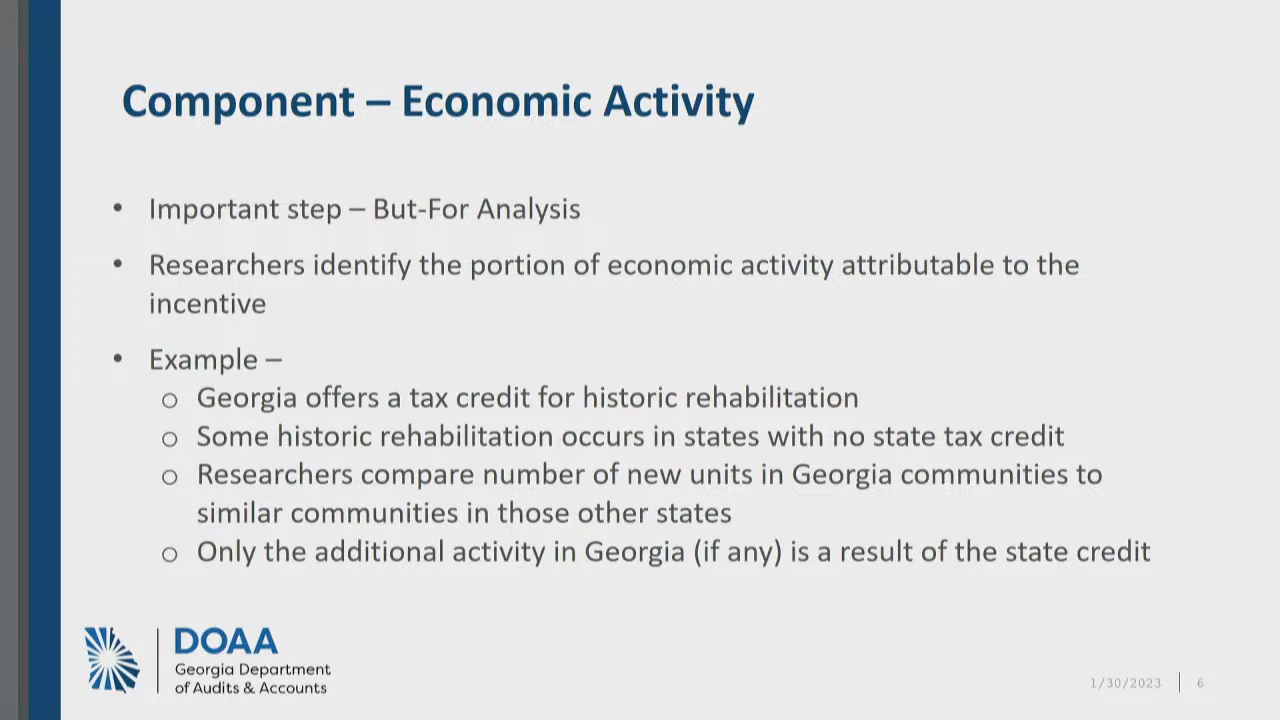 Component – Economic Activity
• Important step – But-For Analysis
• Researchers identify the portion of economic activity attributable to the
incentive
• Example –
o Georgia offers a tax credit for historic rehabilitation
o Some historic rehabilitation occurs in states with no state tax credit
o Researchers compare number of new units in Georgia communities to
similar communities in those other states
o Only the additional activity in Georgia (if any) is a result of the state credit
DOAA
Georgia Department
of Audits & Accounts
1/30/2023 | 6